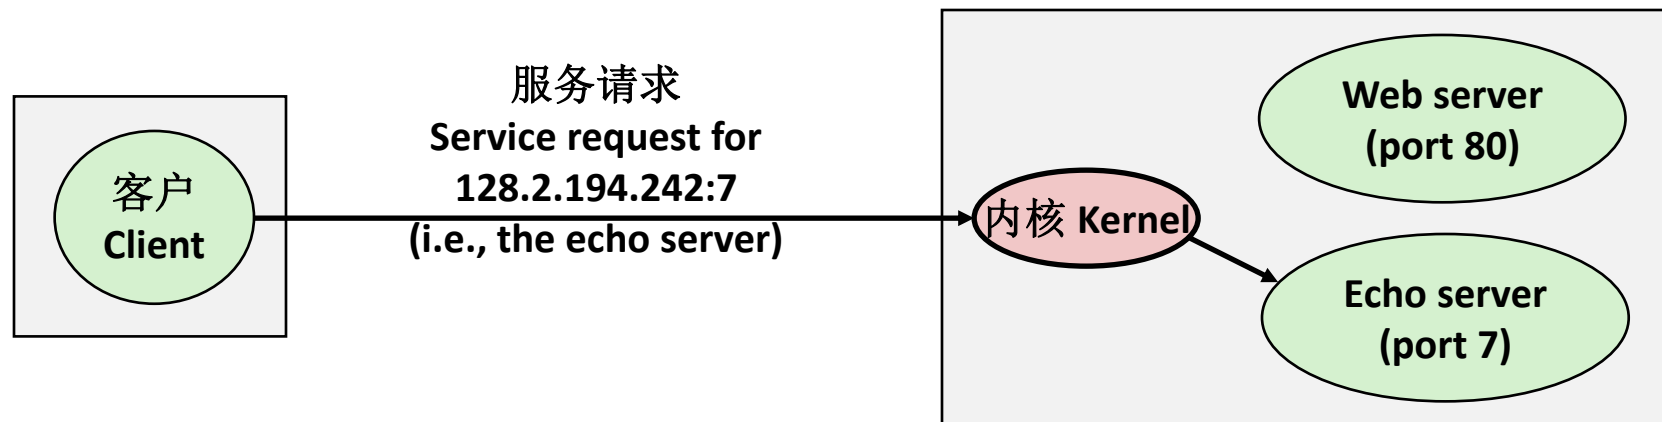 客户
Client
服务请求
Service request for
128.2.194.242:7
(i.e., the echo server)
内核 Kernel
Web server
(port 80)
Echo server
(port 7)